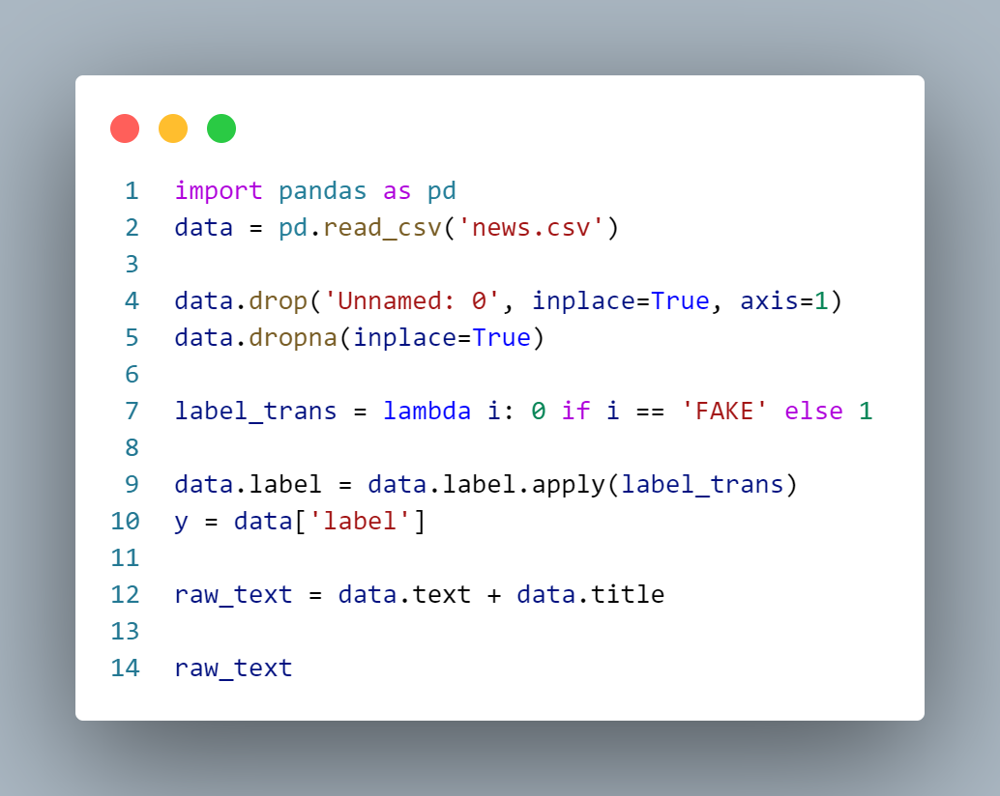 1 import pandas as pd
2 data = pd.read_csv('news.csv')
3
4 data.drop('Unnamed: 0', inplace=True, axis=1)
5 data.dropna(inplace=True)
6
7 label_trans = lambda i: 0 if i == 'FAKE' else 1
8
9 data.label = data.label.apply(label_trans)
10 y = data['label']
11
12 raw_text = data.text + data.title
13
14 raw_text